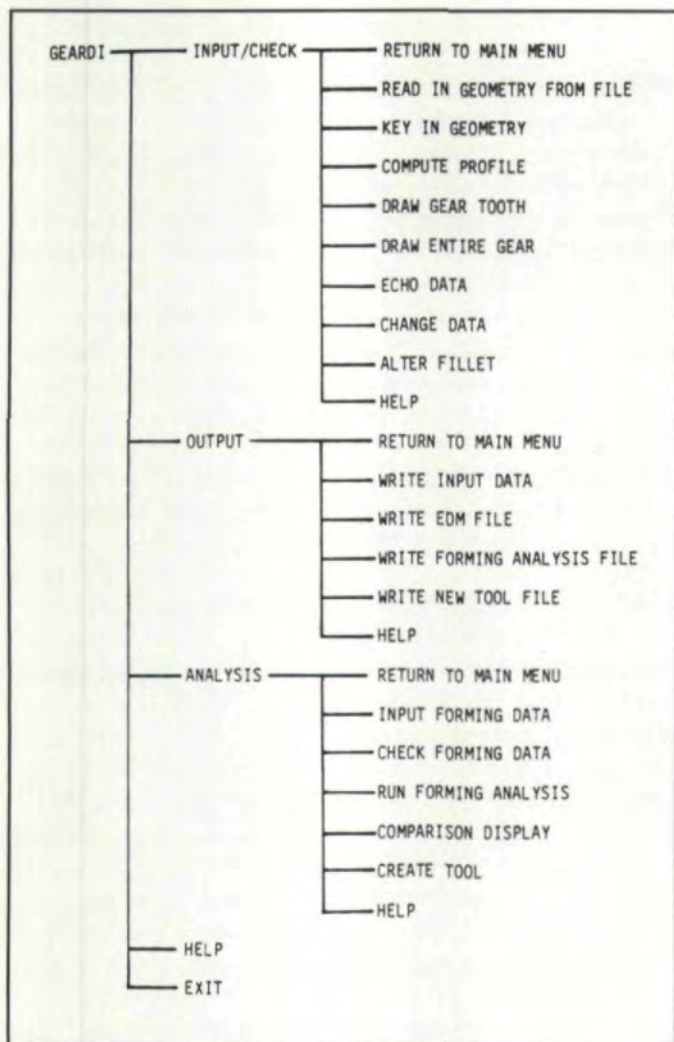 GEARDI INPUT/CHECK RETURN TO MAIN MENU
READ IN GEOMETRY FROM FILE
KEY IN GEOMETRY
COMPUTE PROFILE
DRAW GEAR TOOTH
DRAW ENTIRE GEAR
ECHO DATA
CHANGE DATA
ALTER FILLET
HELP
OUTPUT RETURN TO MAIN MENU
WRITE INPUT DATA
WRITE EDM FILE
WRITE FORMING ANALYSIS FILE
WRITE NEW TOOL FILE
HELP
ANALYSIS RETURN TO MAIN MENU
INPUT FORMING DATA
CHECK FORMING DATA
RUN FORMING ANALYSIS
COMPARISON DISPLAY
CREATE TOOL
HELP
HELP
EXIT